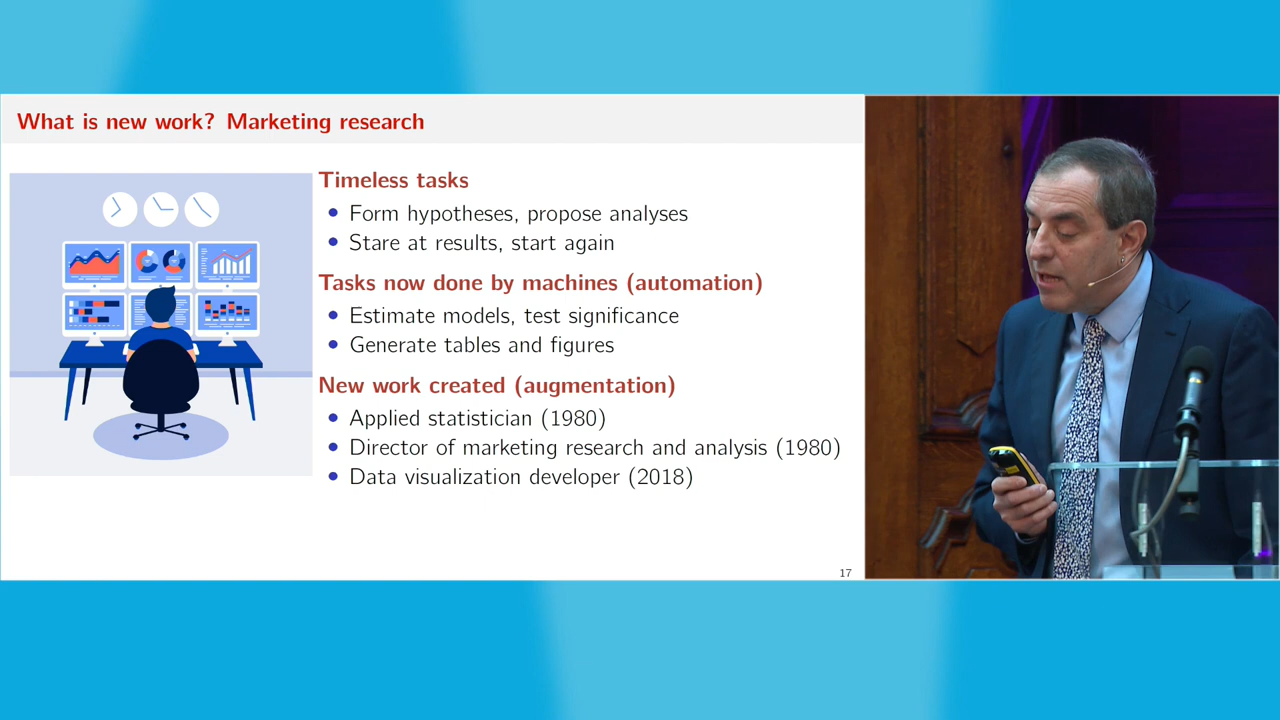 What is new work? Marketing research
Timeless tasks
• Form hypotheses, propose analyses
• Stare at results, start again
Tasks now done by machines (automation)
• Estimate models, test significance
• Generate tables and figures
New work created (augmentation)
• Applied statistician (1980)
• Director of marketing research and analysis (1980)
• Data visualization developer (2018)
17